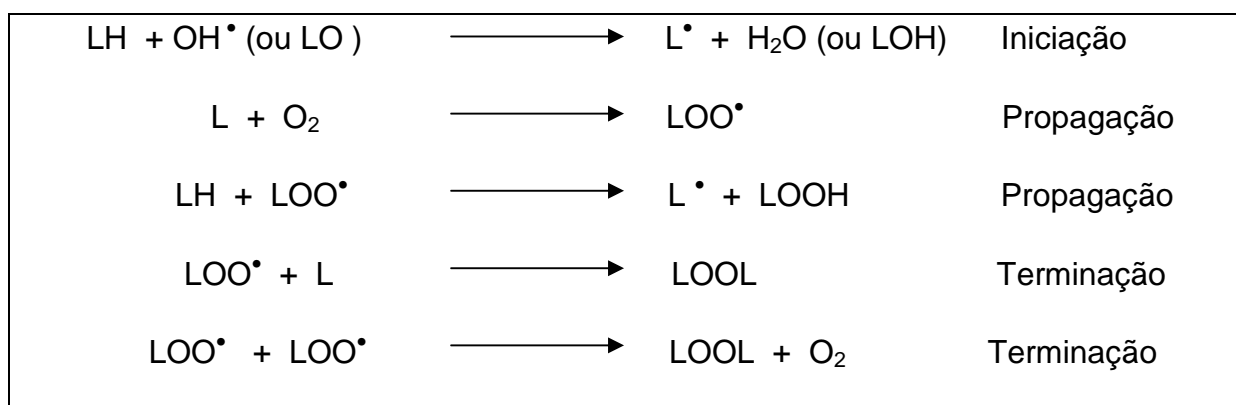 LH + OH• (ou LO ) → L• + H₂O (ou LOH) Iniciação
L + O₂ → LOO• Propagação
LH + LOO• → L • + LOOH Propagação
LOO• + L → LOOL Terminação
LOO• + LOO• → LOOL + O₂ Terminação